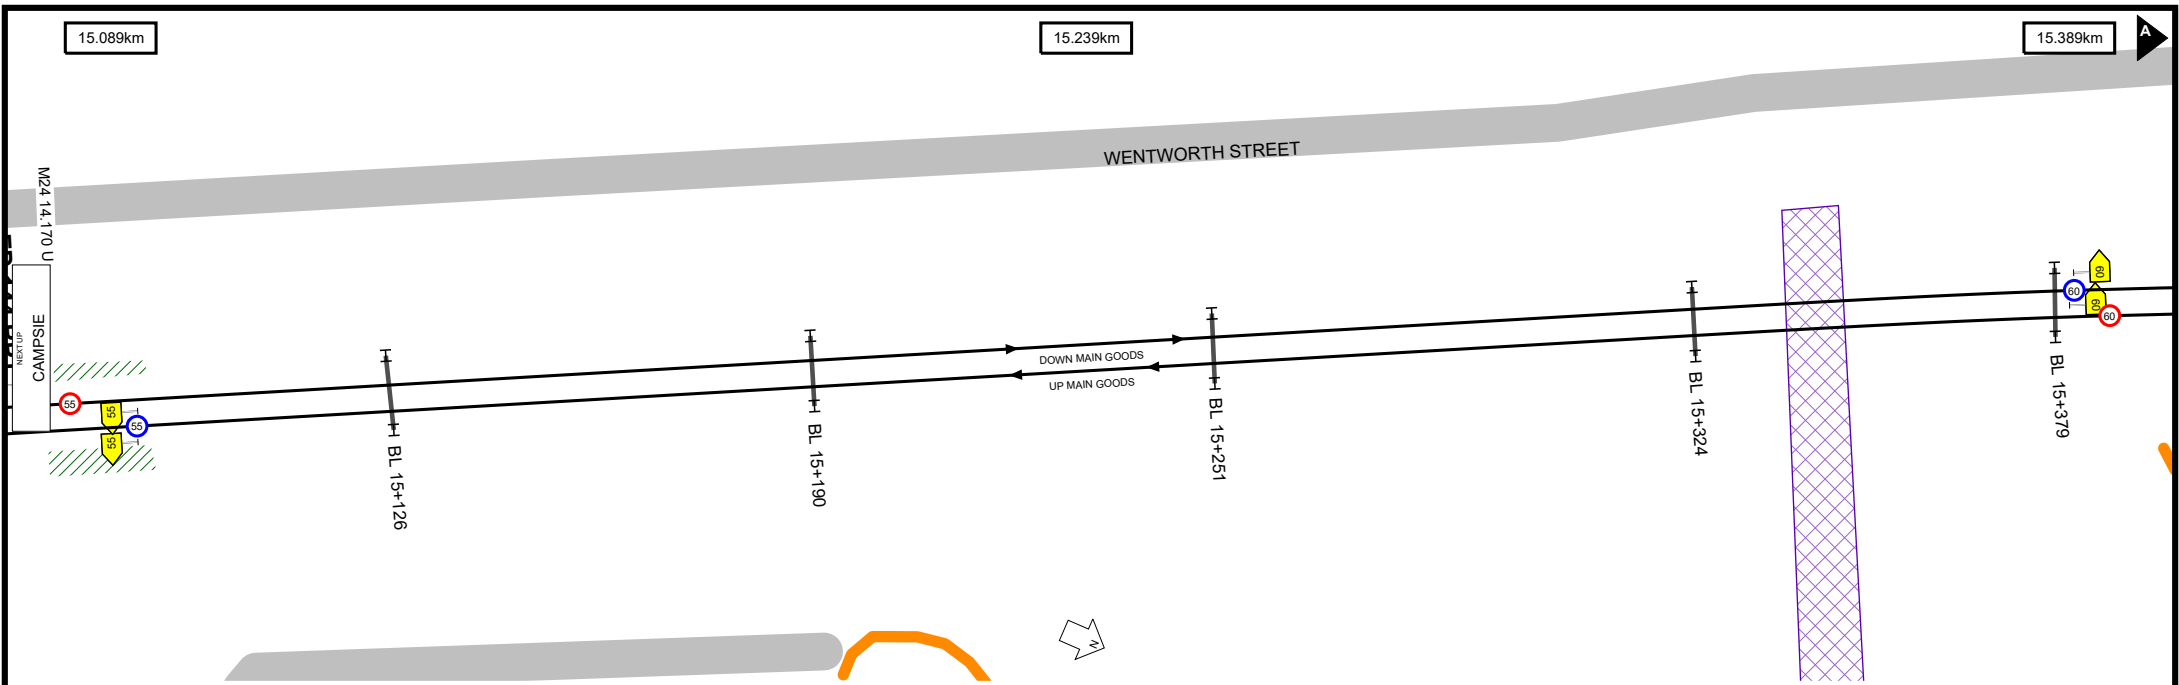 15.089km
15.239km
15.389km
A
WENTWORTH STREET
M24 14.170 U
NEXT UP
CAMPSIE
55
55
55
55
BL 15+126
BL 15+190
DOWN MAIN GOODS
UP MAIN GOODS
BL 15+251
BL 15+324
BL 15+379
60
60
60
60
N